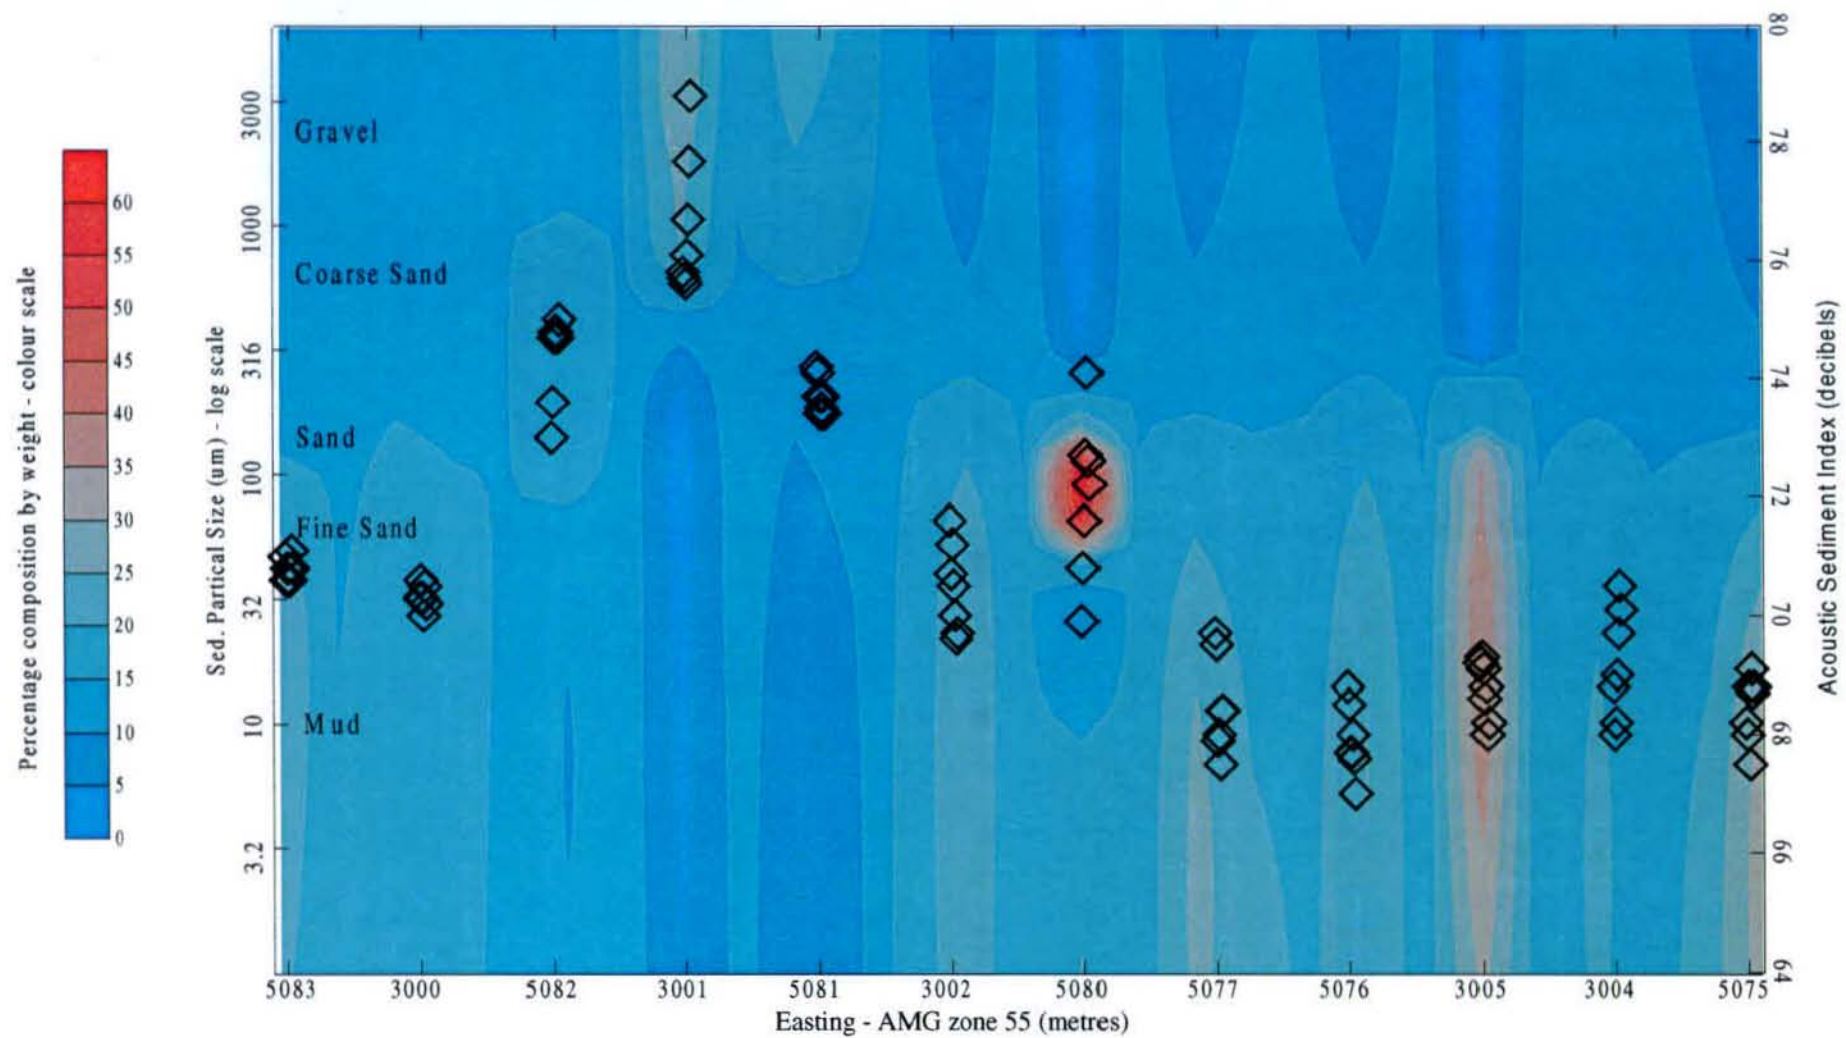 Percentage composition by weight - colour scale
60
55
50
45
40
35
30
25
20
15
10
5
0
Sed. Partical Size (um) - log scale
3000
1000
316
100
32
10
3.2
Gravel
Coarse Sand
Sand
Fine Sand
Mud
80
78
76
74
72
70
68
66
64
Acoustic Sediment Index (decibels)
5083 3000 5082 3001 5081 3002 5080 5077 5076 3005 3004 5075
Easting - AMG zone 55 (metres)